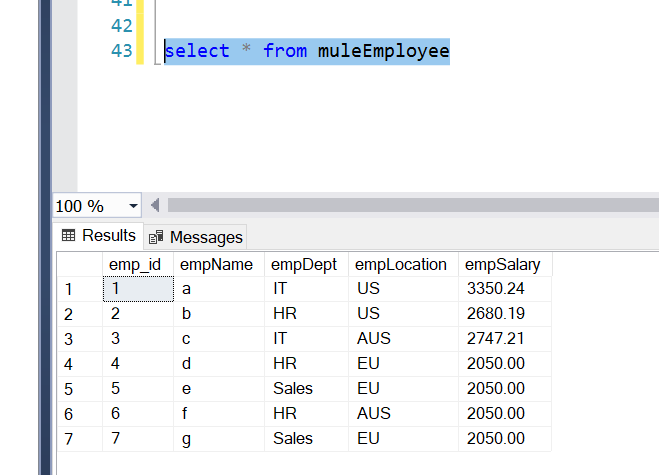 41
42
43 select * from muleEmployee
100 %
Results Messages
emp_id empName empDept empLocation empSalary
1 1 a IT US 3350.24
2 2 b HR US 2680.19
3 3 c IT AUS 2747.21
4 4 d HR EU 2050.00
5 5 e Sales EU 2050.00
6 6 f HR AUS 2050.00
7 7 g Sales EU 2050.00